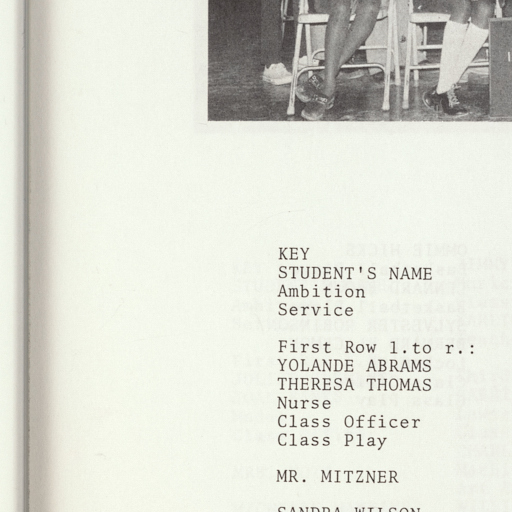 KEY
STUDENT'S NAME
Ambition
Service
First Row l.to r.:
YOLANDE ABRAMS
THERESA THOMAS
Nurse
Class Officer
Class Play
MR. MITZNER
SANDRA WILSON